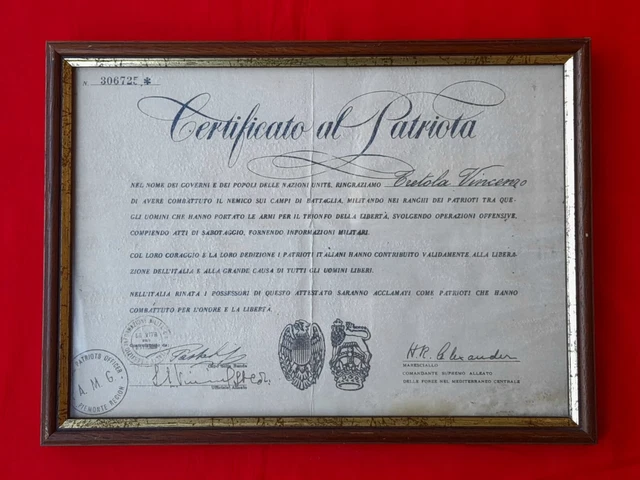 N 306725 *
Certificato al Patriota
NEL NOME DEI GOVERNI E DEI POPOLI DELLE NAZIONI UNITE, RINGRAZIAMO Tretola Vincenzo
DI AVERE COMBATTUTO IL NEMICO SUI CAMPI DI BATTAGLIA, MILITANDO NEI RANGHI DEI PATRIOTI TRA QUE-
GLI UOMINI CHE HANNO PORTATO LE ARMI PER IL TRIONFO DELLA LIBERTÀ, SVOLGENDO OPERAZIONI OFFENSIVE,
COMPIENDO ATTI DI SABOTAGGIO, FORNENDO INFORMAZIONI MILITARI.
COL LORO CORAGGIO E LA LORO DEDIZIONE I PATRIOTI ITALIANI HANNO CONTRIBUITO VALIDAMENTE ALLA LIBERA-
ZIONE DELL'ITALIA E ALLA GRANDE CAUSA DI TUTTI GLI UOMINI LIBERI.
NELL'ITALIA RINATA I POSSESSORI DI QUESTO ATTESTATO SARANNO ACCLAMATI COME PATRIOTI CHE HANNO
COMBATTUTO PER L'ONORE E LA LIBERTÀ.
H.R. Alexander
MARESCIALLO
COMANDANTE SUPREMO ALLEATO
DELLE FORZE NEL MEDITERRANEO CENTRALE
PATRIOTS OFFICER
A.M.G.
PIEMONTE REGION